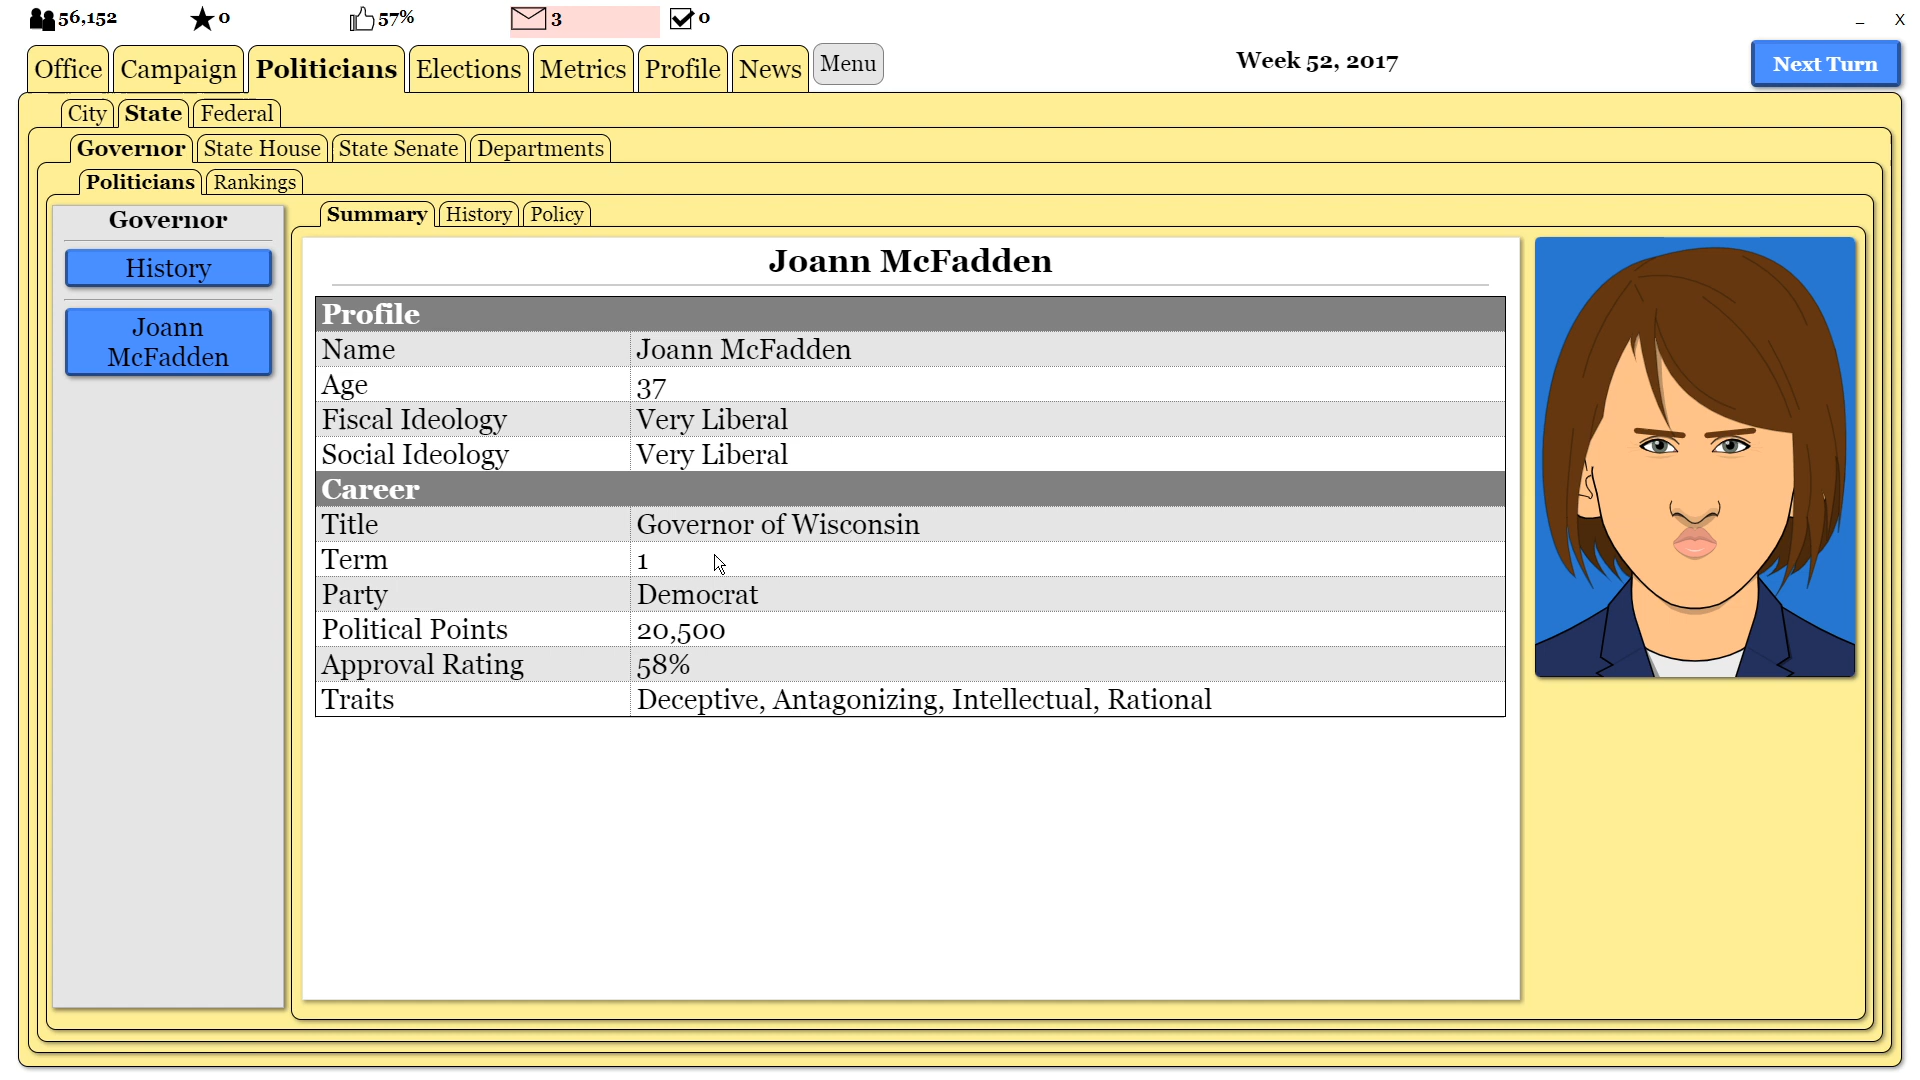 56,152 0 57% 3 0 _ X
Office Campaign Politicians Elections Metrics Profile News Menu Week 52, 2017 Next Turn
City State Federal
Governor State House State Senate Departments
Politicians Rankings
Governor
History
Joann
McFadden
Summary History Policy
Joann McFadden
Profile
Name Joann McFadden
Age 37
Fiscal Ideology Very Liberal
Social Ideology Very Liberal
Career
Title Governor of Wisconsin
Term 1
Party Democrat
Political Points 20,500
Approval Rating 58%
Traits Deceptive, Antagonizing, Intellectual, Rational